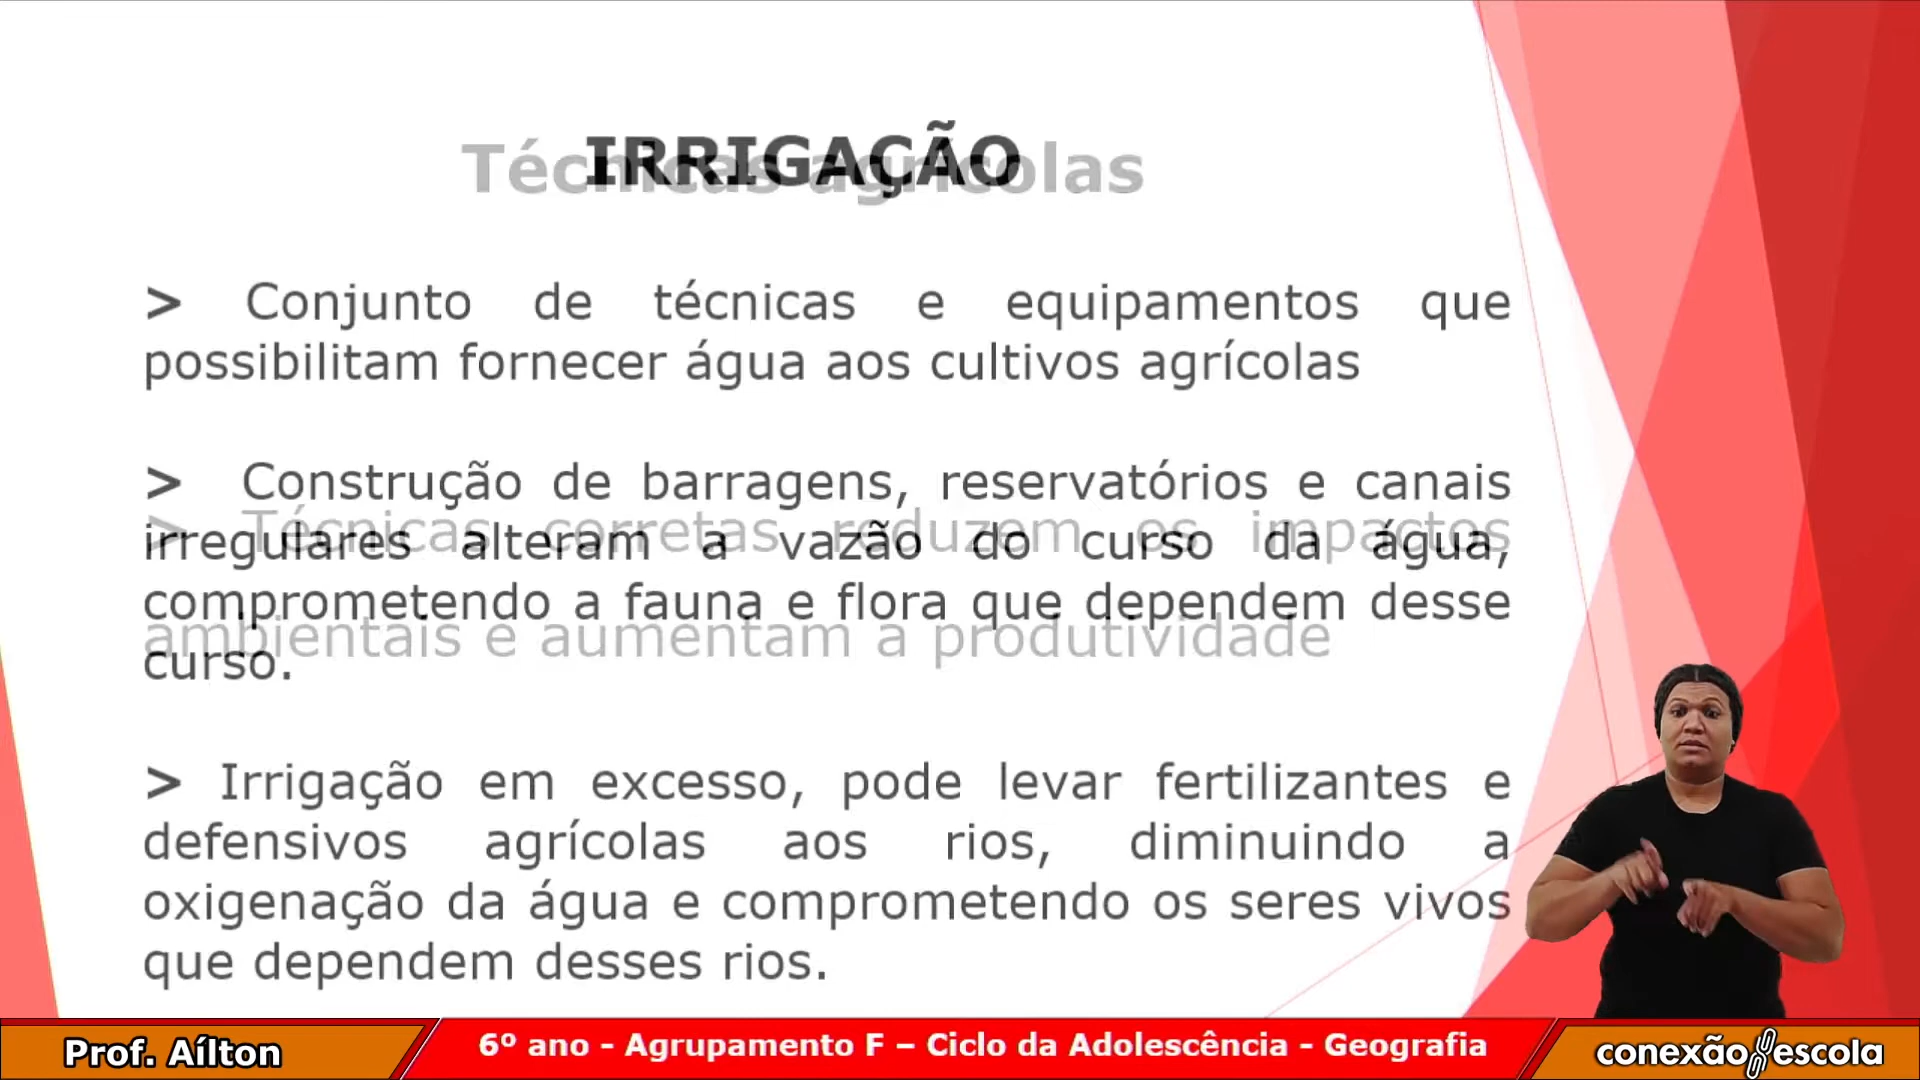 Técnicas agrícolas
IRRIGAÇÃO
> Conjunto de técnicas e equipamentos que
possibilitam fornecer água aos cultivos agrícolas
> Construção de barragens, reservatórios e canais
> Técnicas corretas reduzem os impactos
irregulares alteram a vazão do curso da água,
comprometendo a fauna e flora que dependem desse
ambientais e aumentam a produtividade
curso.
> Irrigação em excesso, pode levar fertilizantes e
defensivos agrícolas aos rios, diminuindo a
oxigenação da água e comprometendo os seres vivos
que dependem desses rios.
Prof. Aílton
6º ano - Agrupamento F – Ciclo da Adolescência - Geografia
conexão escola